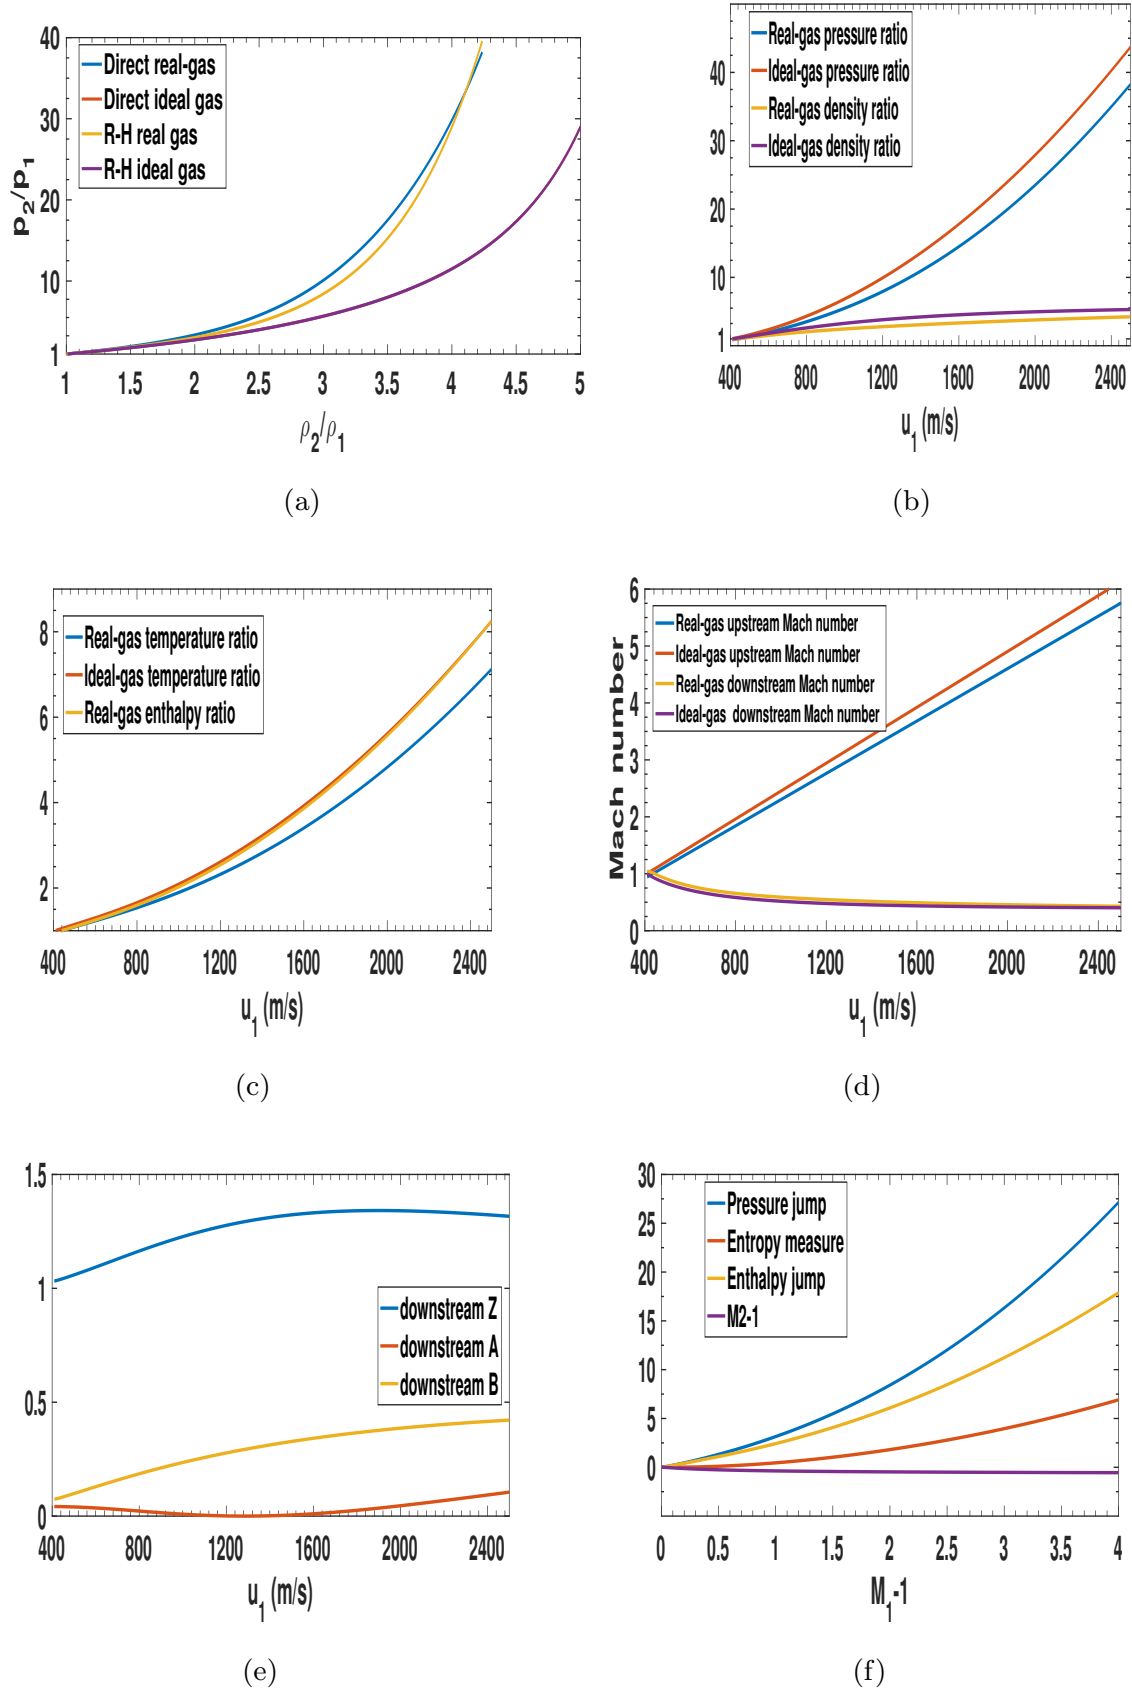 40
30
20
10
1
p2/p1
Direct real-gas
Direct ideal gas
R-H real gas
R-H ideal gas
1 1.5 2 2.5 3 3.5 4 4.5 5
ρ2/ρ1
(a)
40
30
20
10
1
Real-gas pressure ratio
Ideal-gas pressure ratio
Real-gas density ratio
Ideal-gas density ratio
400 800 1200 1600 2000 2400
u1 (m/s)
(b)
8
6
4
2
Real-gas temperature ratio
Ideal-gas temperature ratio
Real-gas enthalpy ratio
400 800 1200 1600 2000 2400
u1 (m/s)
(c)
6
5
4
3
2
1
0
Mach number
Real-gas upstream Mach number
Ideal-gas upstream Mach number
Real-gas downstream Mach number
Ideal-gas downstream Mach number
400 800 1200 1600 2000 2400
u1 (m/s)
(d)
1.5
1
0.5
0
downstream Z
downstream A
downstream B
400 800 1200 1600 2000 2400
u1 (m/s)
(e)
30
25
20
15
10
5
0
Pressure jump
Entropy measure
Enthalpy jump
M2-1
0 0.5 1 1.5 2 2.5 3 3.5 4
M1-1
(f)